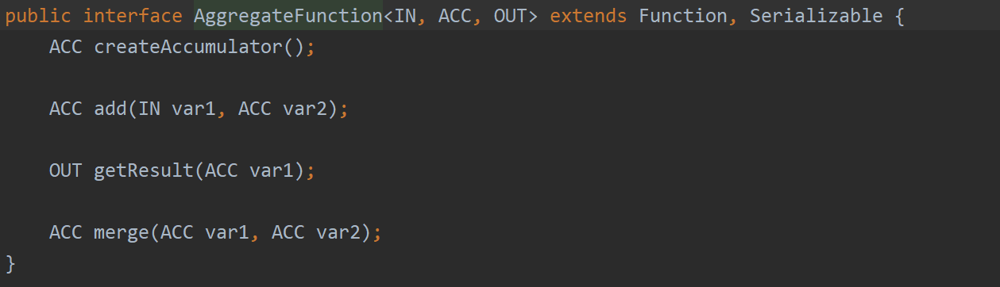 public interface AggregateFunction<IN, ACC, OUT> extends Function, Serializable {
ACC createAccumulator();
ACC add(IN var1, ACC var2);
OUT getResult(ACC var1);
ACC merge(ACC var1, ACC var2);
}